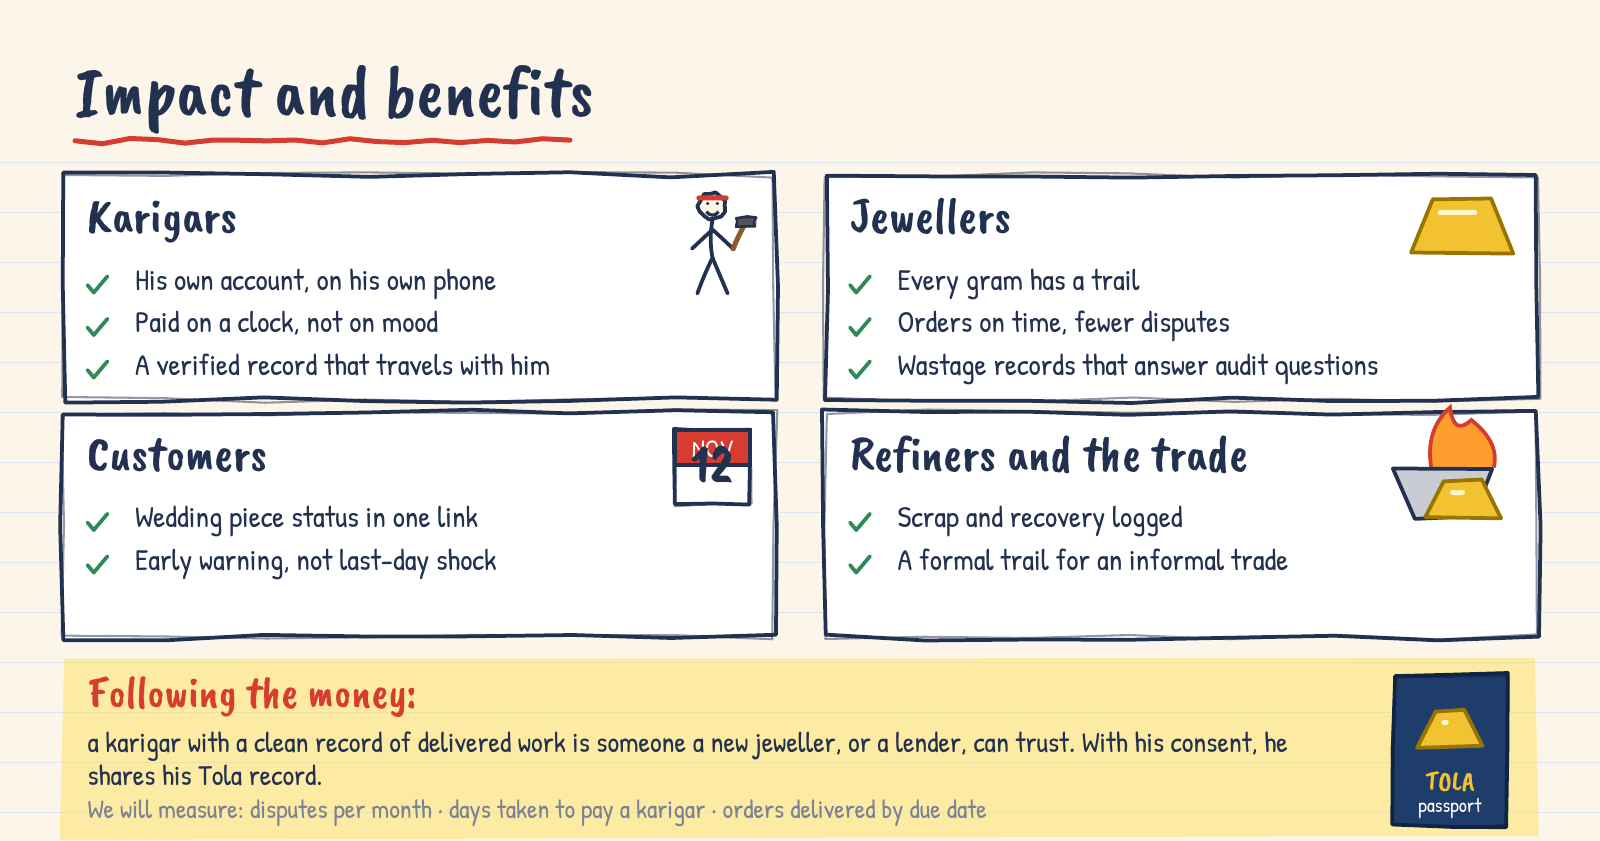 Impact and benefits
Karigars
His own account, on his own phone
Paid on a clock, not on mood
A verified record that travels with him
Jewellers
Every gram has a trail
Orders on time, fewer disputes
Wastage records that answer audit questions
Customers
NOV
12
Wedding piece status in one link
Early warning, not last-day shock
Refiners and the trade
Scrap and recovery logged
A formal trail for an informal trade
Following the money:
a karigar with a clean record of delivered work is someone a new jeweller, or a lender, can trust. With his consent, he
shares his Tola record.
We will measure: disputes per month · days taken to pay a karigar · orders delivered by due date
TOLA
passport